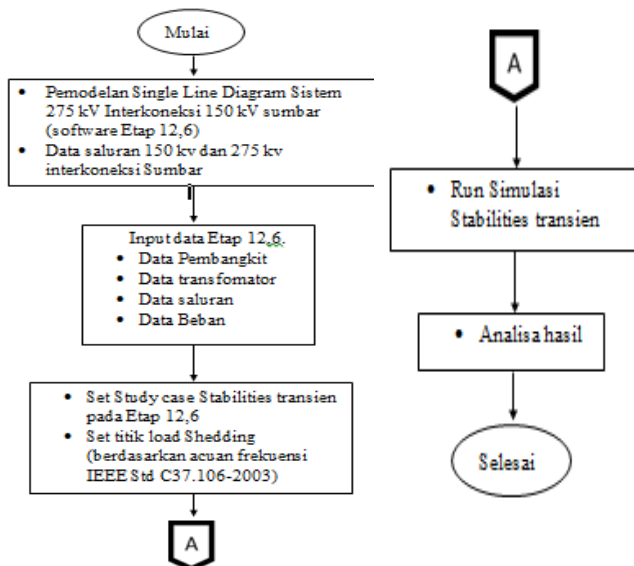 Mulai
• Pemodelan Single Line Diagram Sistem
275 kV Interkoneksi 150 kV sumbar
(software Etap 12,6)
• Data saluran 150 kv dan 275 kv
interkoneksi Sumbar
Input data Etap 12,6.
• Data Pembangkit
• Data transfomator
• Data saluran
• Data Beban
• Set Study case Stabilities transien
pada Etap 12,6
• Set titik load Shedding
(berdasarkan acuan frekuensi
IEEE Std C37.106-2003)
A
A
• Run Simulasi
Stabilities transien
• Analisa hasil
Selesai